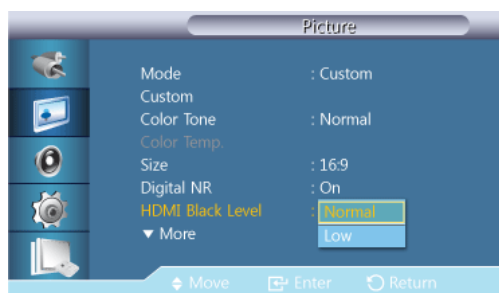 Picture
Mode : Custom
Custom
Color Tone : Normal
Color Temp.
Size : 16:9
Digital NR : On
HDMI Black Level : Normal
Low
▼ More
Move Enter Return